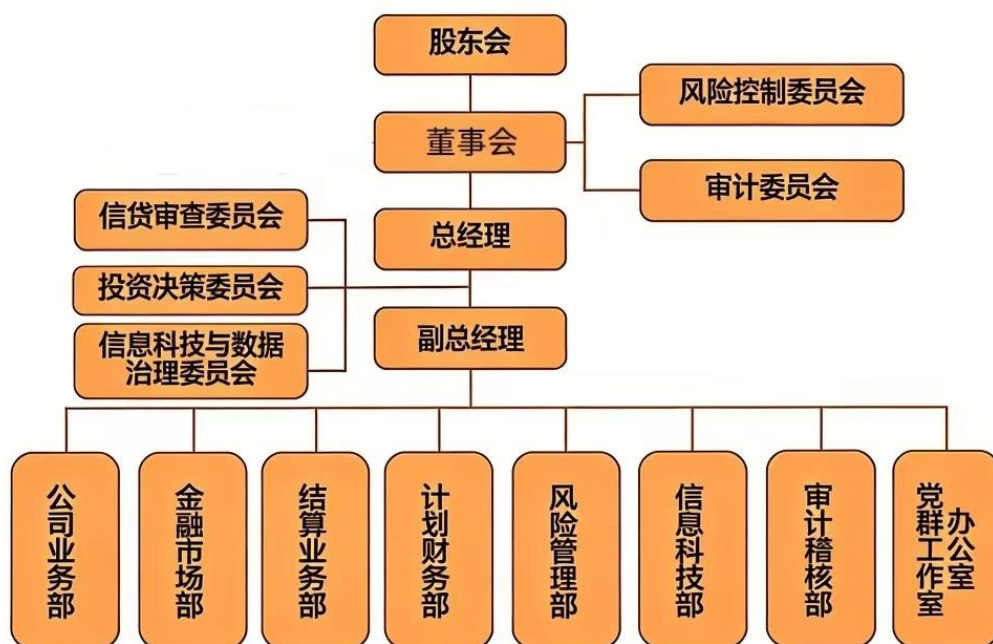 股东会
风险控制委员会
董事会
审计委员会
信贷审查委员会
总经理
投资决策委员会
副总经理
信息科技与数据
治理委员会
公司业务部
金融市场部
结算业务部
计划财务部
风险管理部
信息科技部
审计稽核部
办公室
党群工作室